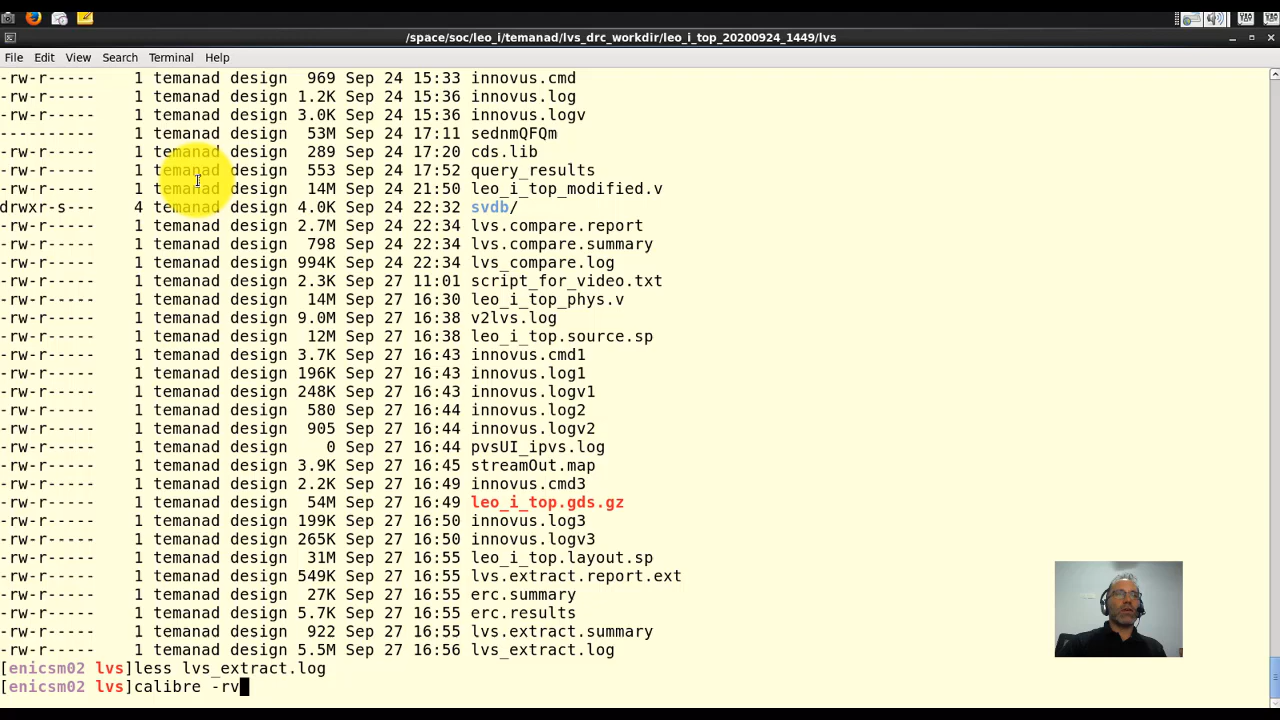 /space/soc/leo_i/temanad/lvs_drc_workdir/leo_i_top_20200924_1449/lvs
File Edit View Search Terminal Help
-rw-r----- 1 temanad design 969 Sep 24 15:33 innovus.cmd
-rw-r----- 1 temanad design 1.2K Sep 24 15:36 innovus.log
-rw-r----- 1 temanad design 3.0K Sep 24 15:36 innovus.logv
---------- 1 temanad design 53M Sep 24 17:11 sednmQFQm
-rw-r----- 1 temanad design 289 Sep 24 17:20 cds.lib
-rw-r----- 1 temanad design 553 Sep 24 17:52 query_results
-rw-r----- 1 temanad design 14M Sep 24 21:50 leo_i_top_modified.v
drwxr-s--- 4 temanad design 4.0K Sep 24 22:32 svdb/
-rw-r----- 1 temanad design 2.7M Sep 24 22:34 lvs.compare.report
-rw-r----- 1 temanad design 798 Sep 24 22:34 lvs.compare.summary
-rw-r----- 1 temanad design 994K Sep 24 22:34 lvs_compare.log
-rw-r----- 1 temanad design 2.3K Sep 27 11:01 script_for_video.txt
-rw-r----- 1 temanad design 14M Sep 27 16:30 leo_i_top_phys.v
-rw-r----- 1 temanad design 9.0M Sep 27 16:38 v2lvs.log
-rw-r----- 1 temanad design 12M Sep 27 16:38 leo_i_top.source.sp
-rw-r----- 1 temanad design 3.7K Sep 27 16:43 innovus.cmd1
-rw-r----- 1 temanad design 196K Sep 27 16:43 innovus.log1
-rw-r----- 1 temanad design 248K Sep 27 16:43 innovus.logv1
-rw-r----- 1 temanad design 580 Sep 27 16:44 innovus.log2
-rw-r----- 1 temanad design 905 Sep 27 16:44 innovus.logv2
-rw-r----- 1 temanad design 0 Sep 27 16:44 pvsUI_ipvs.log
-rw-r----- 1 temanad design 3.9K Sep 27 16:45 streamOut.map
-rw-r----- 1 temanad design 2.2K Sep 27 16:49 innovus.cmd3
-rw-r----- 1 temanad design 54M Sep 27 16:49 leo_i_top.gds.gz
-rw-r----- 1 temanad design 199K Sep 27 16:50 innovus.log3
-rw-r----- 1 temanad design 265K Sep 27 16:50 innovus.logv3
-rw-r----- 1 temanad design 31M Sep 27 16:55 leo_i_top.layout.sp
-rw-r----- 1 temanad design 549K Sep 27 16:55 lvs.extract.report.ext
-rw-r----- 1 temanad design 27K Sep 27 16:55 erc.summary
-rw-r----- 1 temanad design 5.7K Sep 27 16:55 erc.results
-rw-r----- 1 temanad design 922 Sep 27 16:55 lvs.extract.summary
-rw-r----- 1 temanad design 5.5M Sep 27 16:56 lvs_extract.log
[enicsm02 lvs]less lvs_extract.log
[enicsm02 lvs]calibre -rv